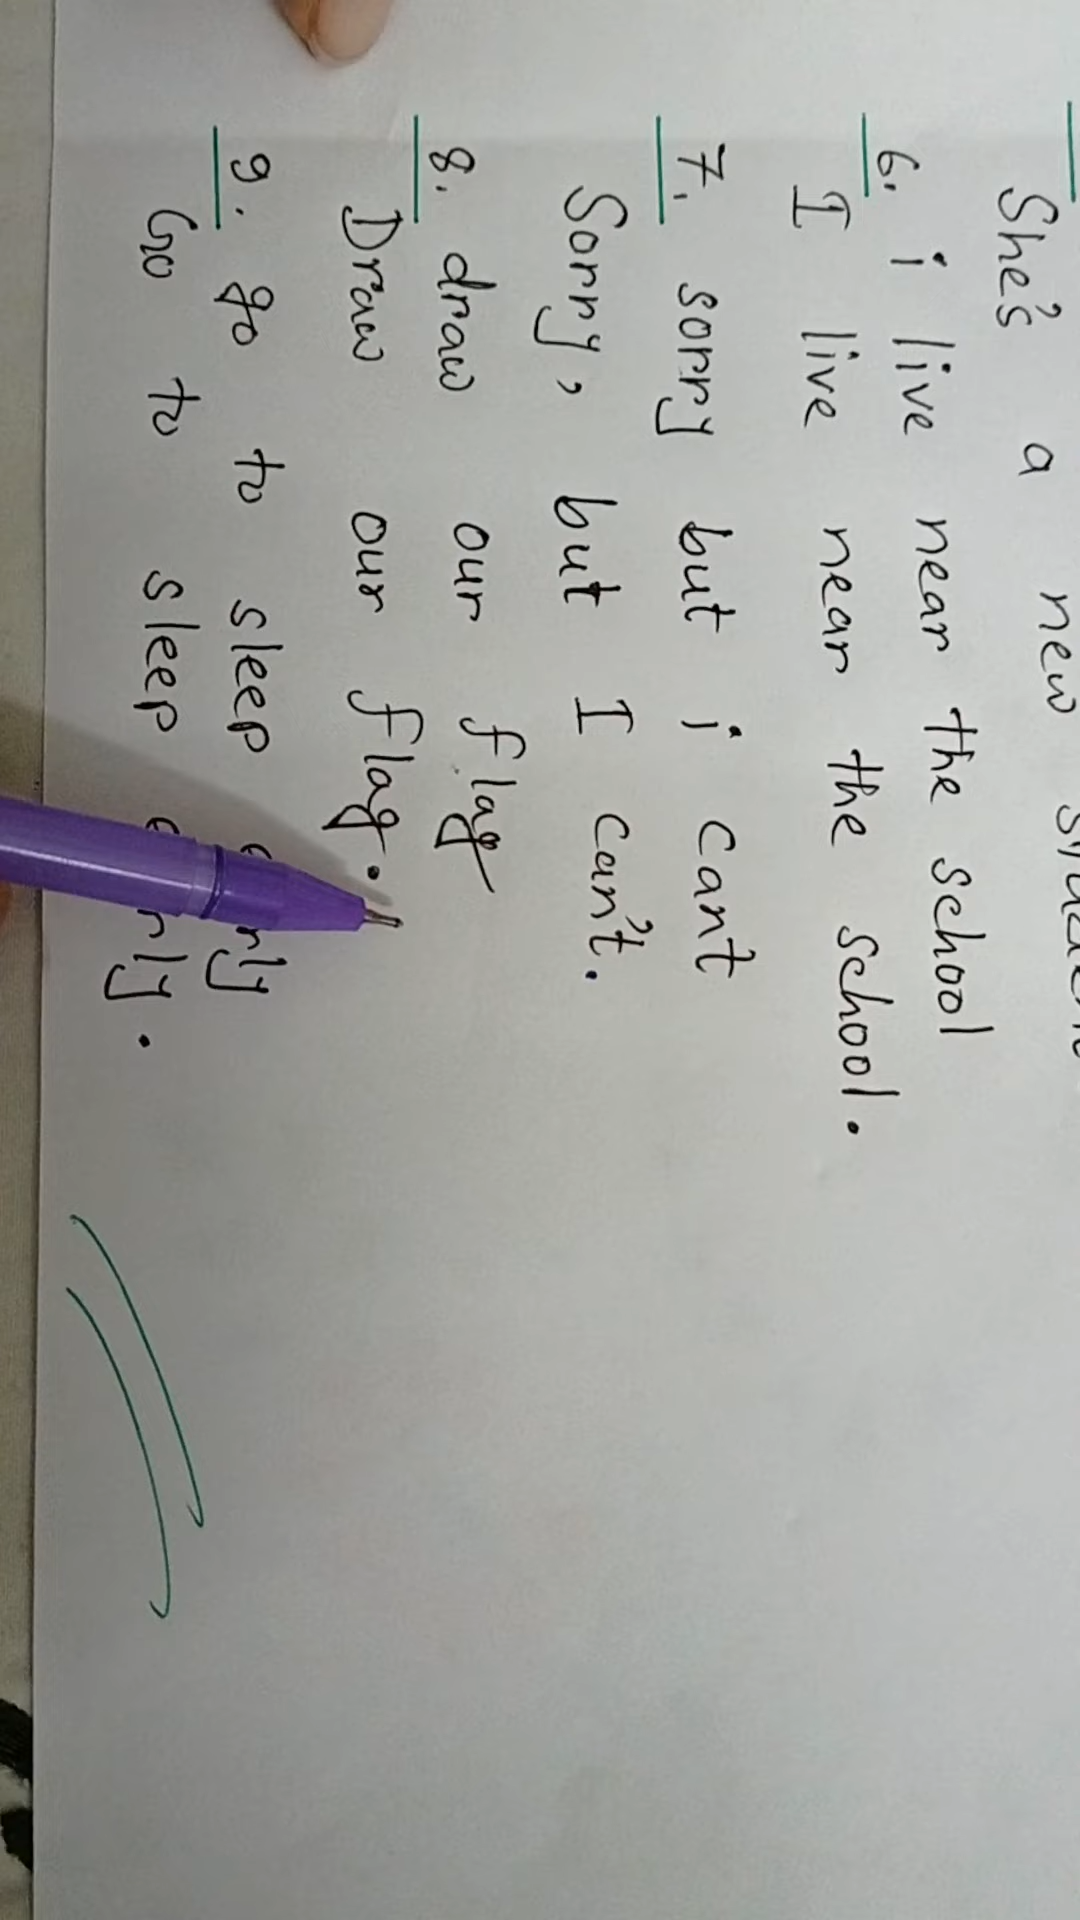 She's a new
6. i live near the school
I live near the school.
7. sorry but i cant
Sorry, but I can't.
8. draw our flag
Draw our flag.
9. go to sleep
Go to sleep